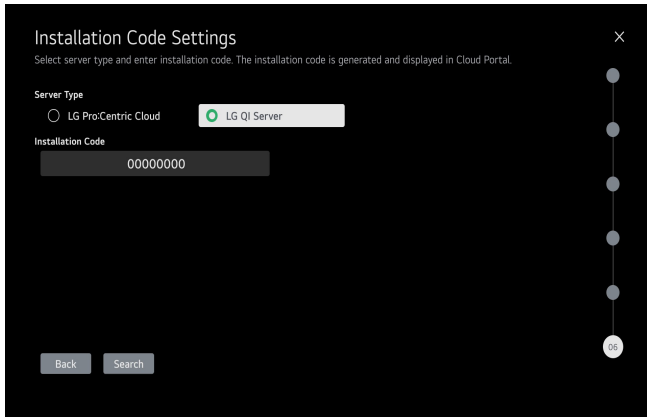 Installation Code Settings
Select server type and enter installation code. The installation code is generated and displayed in Cloud Portal.
Server Type
LG Pro:Centric Cloud
LG QI Server
Installation Code
00000000
06
Back
Search